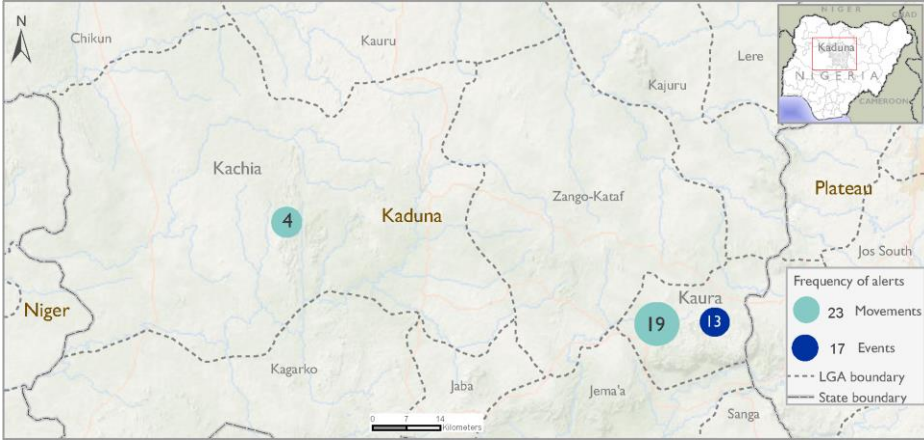 N
Chikun
Kauru
Lere
Kajuru
Kachia
Zango-Kataf
4
Kaduna
Plateau
Jos South
Niger
Kaura
19
13
Kagarko
Jaba
Jema'a
Sanga
0 7 14
Kilometers
NIGER
CHAD
Kaduna
NIGERIA
CAMEROON
Frequency of alerts
23 Movements
17 Events
LGA boundary
State boundary